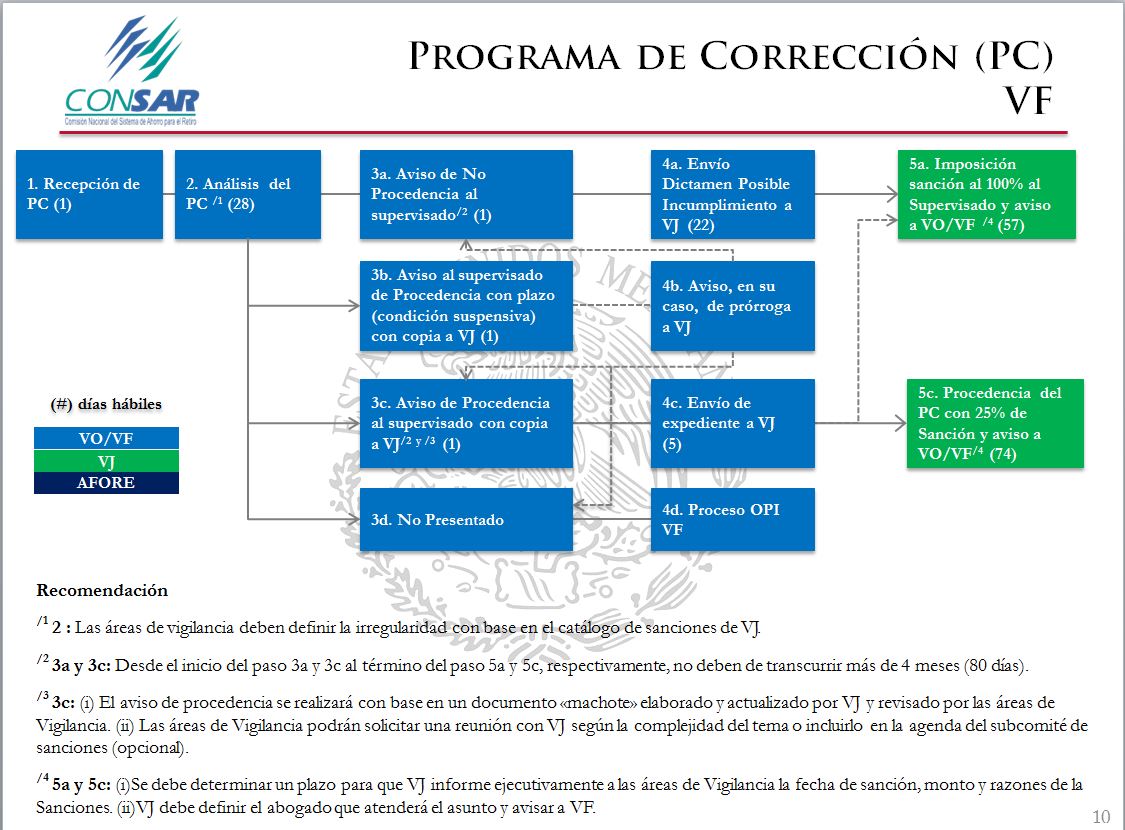 CONSAR
Comisión Nacional del Sistema de Ahorro para el Retiro
PROGRAMA DE CORRECCIÓN (PC)
VF
1. Recepción de
PC (1)
2. Análisis del
PC /1 (28)
3a. Aviso de No
Procedencia al
supervisado/2 (1)
4a. Envío
Dictamen Posible
Incumplimiento a
VJ (22)
5a. Imposición
sanción al 100% al
Supervisado y aviso
a VO/VF /4 (57)
3b. Aviso al supervisado
de Procedencia con plazo
(condición suspensiva)
con copia a VJ (1)
4b. Aviso, en su
caso, de prórroga
a VJ
3c. Aviso de Procedencia
al supervisado con copia
a VJ/2 y /3 (1)
4c. Envío de
expediente a VJ
(5)
5c. Procedencia del
PC con 25% de
Sanción y aviso a
VO/VF/4 (74)
(#) días hábiles
VO/VF
VJ
AFORE
3d. No Presentado
4d. Proceso OPI
VF
Recomendación
/1 2 : Las áreas de vigilancia deben definir la irregularidad con base en el catálogo de sanciones de VJ.
/2 3a y 3c: Desde el inicio del paso 3a y 3c al término del paso 5a y 5c, respectivamente, no deben de transcurrir más de 4 meses (80 días).
/3 3c: (i) El aviso de procedencia se realizará con base en un documento «machote» elaborado y actualizado por VJ y revisado por las áreas de
Vigilancia. (ii) Las áreas de Vigilancia podrán solicitar una reunión con VJ según la complejidad del tema o incluirlo en la agenda del subcomité de
sanciones (opcional).
/4 5a y 5c: (i)Se debe determinar un plazo para que VJ informe ejecutivamente a las áreas de Vigilancia la fecha de sanción, monto y razones de la
Sanciones. (ii)VJ debe definir el abogado que atenderá el asunto y avisar a VF.
10